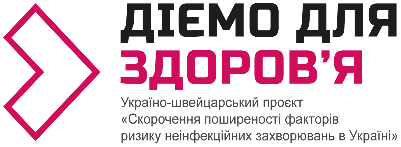 ДІЄМО ДЛЯ
ЗДОРОВ'Я
Україно-швейцарський проєкт
«Скорочення поширеності факторів
ризику неінфекційних захворювань в Україні»